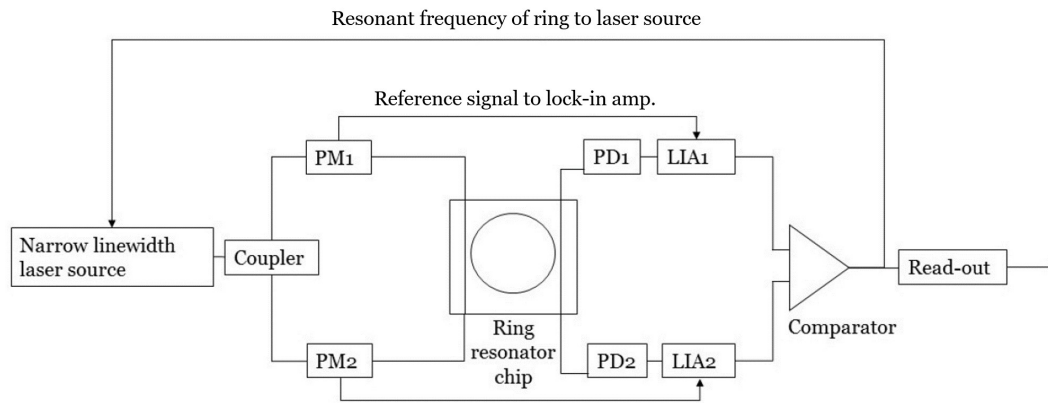 Resonant frequency of ring to laser source
Reference signal to lock-in amp.
PM1
PD1
LIA1
Narrow linewidth
laser source
Coupler
Read-out
Comparator
Ring
resonator
chip
PM2
PD2
LIA2